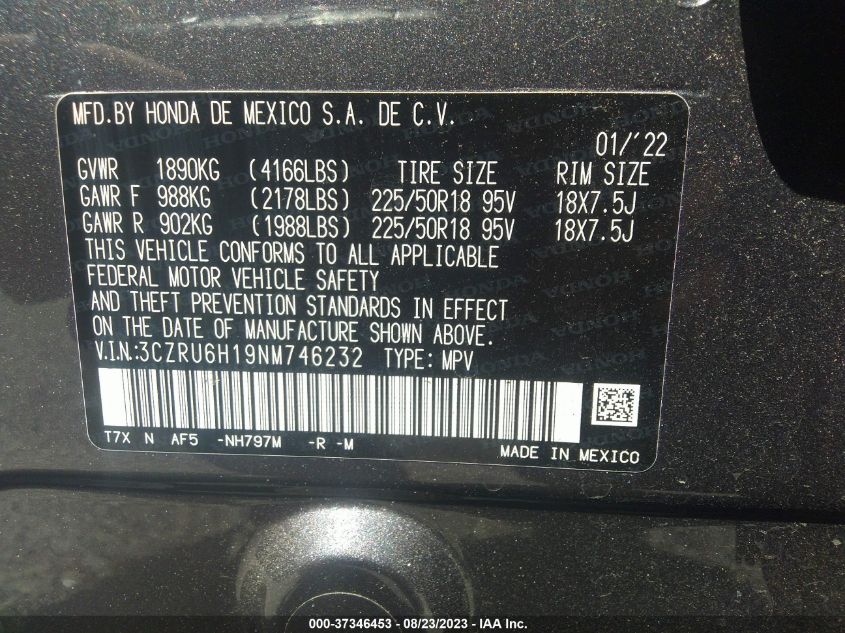 MFD.BY HONDA DE MEXICO S.A. DE C.V.
01/'22
GVWR 1890KG (4166LBS) TIRE SIZE RIM SIZE
GAWR F 988KG (2178LBS) 225/50R18 95V 18X7.5J
GAWR R 902KG (1988LBS) 225/50R18 95V 18X7.5J
THIS VEHICLE CONFORMS TO ALL APPLICABLE
FEDERAL MOTOR VEHICLE SAFETY
AND THEFT PREVENTION STANDARDS IN EFFECT
ON THE DATE OF MANUFACTURE SHOWN ABOVE.
V.I.N.:3CZRU6H19NM746232 TYPE: MPV
T7X N AF5 -NH797M -R -M
MADE IN MEXICO
000-37346453 — 08/23/2023 — IAA Inc.